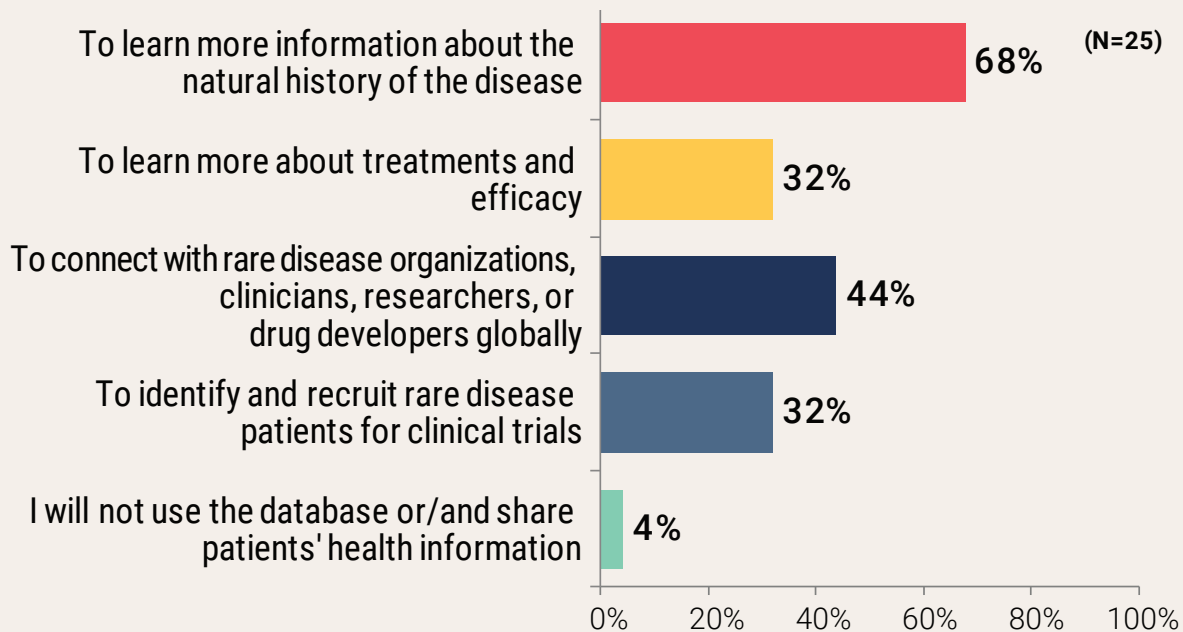 To learn more information about the
natural history of the disease
68%
(N=25)
To learn more about treatments and
efficacy
32%
To connect with rare disease organizations,
clinicians, researchers, or
drug developers globally
44%
To identify and recruit rare disease
patients for clinical trials
32%
I will not use the database or/and share
patients' health information
4%
0% 20% 40% 60% 80% 100%